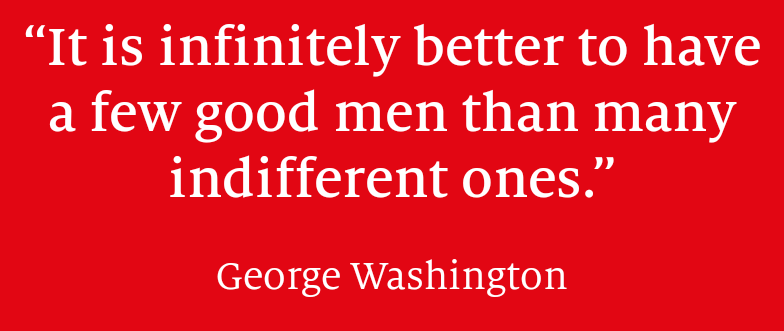 “It is infinitely better to have
a few good men than many
indifferent ones.”
George Washington